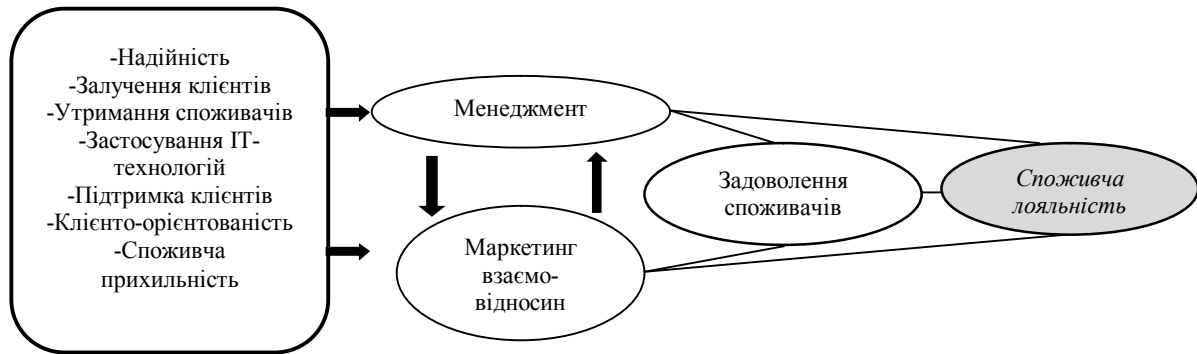 -Надійність
-Залучення клієнтів
-Утримання споживачів
-Застосування ІТ-
технологій
-Підтримка клієнтів
-Клієнто-орієнтованість
-Споживча
прихильність
Менеджмент
Маркетинг
взаємо-
відносин
Задоволення
споживачів
Споживча
лояльність